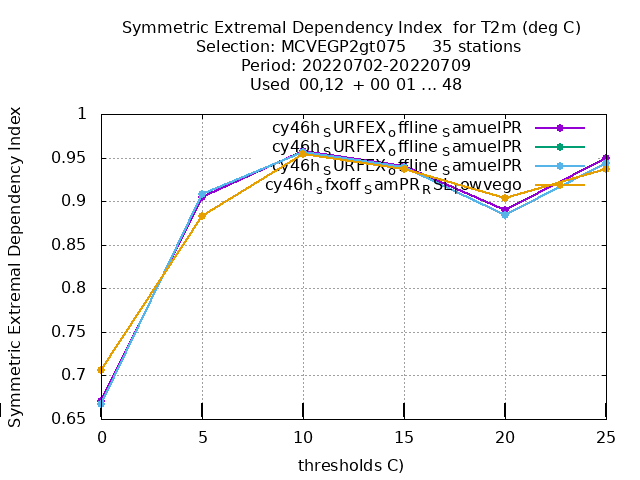 Symmetric Extremal Dependency Index for T2m (deg C)
Selection: MCVEGP2gt075 35 stations
Period: 20220702-20220709
Used 00,12 + 00 01 ... 48
Symmetric Extremal Dependency Index
1
0.95
0.9
0.85
0.8
0.75
0.7
0.65
cy46h_SURFEX_offline_SamuelPR
cy46h_SURFEX_offline_SamuelPR
cy46h_SURFEX_offline_SamuelPR
cy46h_sfxoff_SamPR_RSL_lowvego
0 5 10 15 20 25
thresholds C)